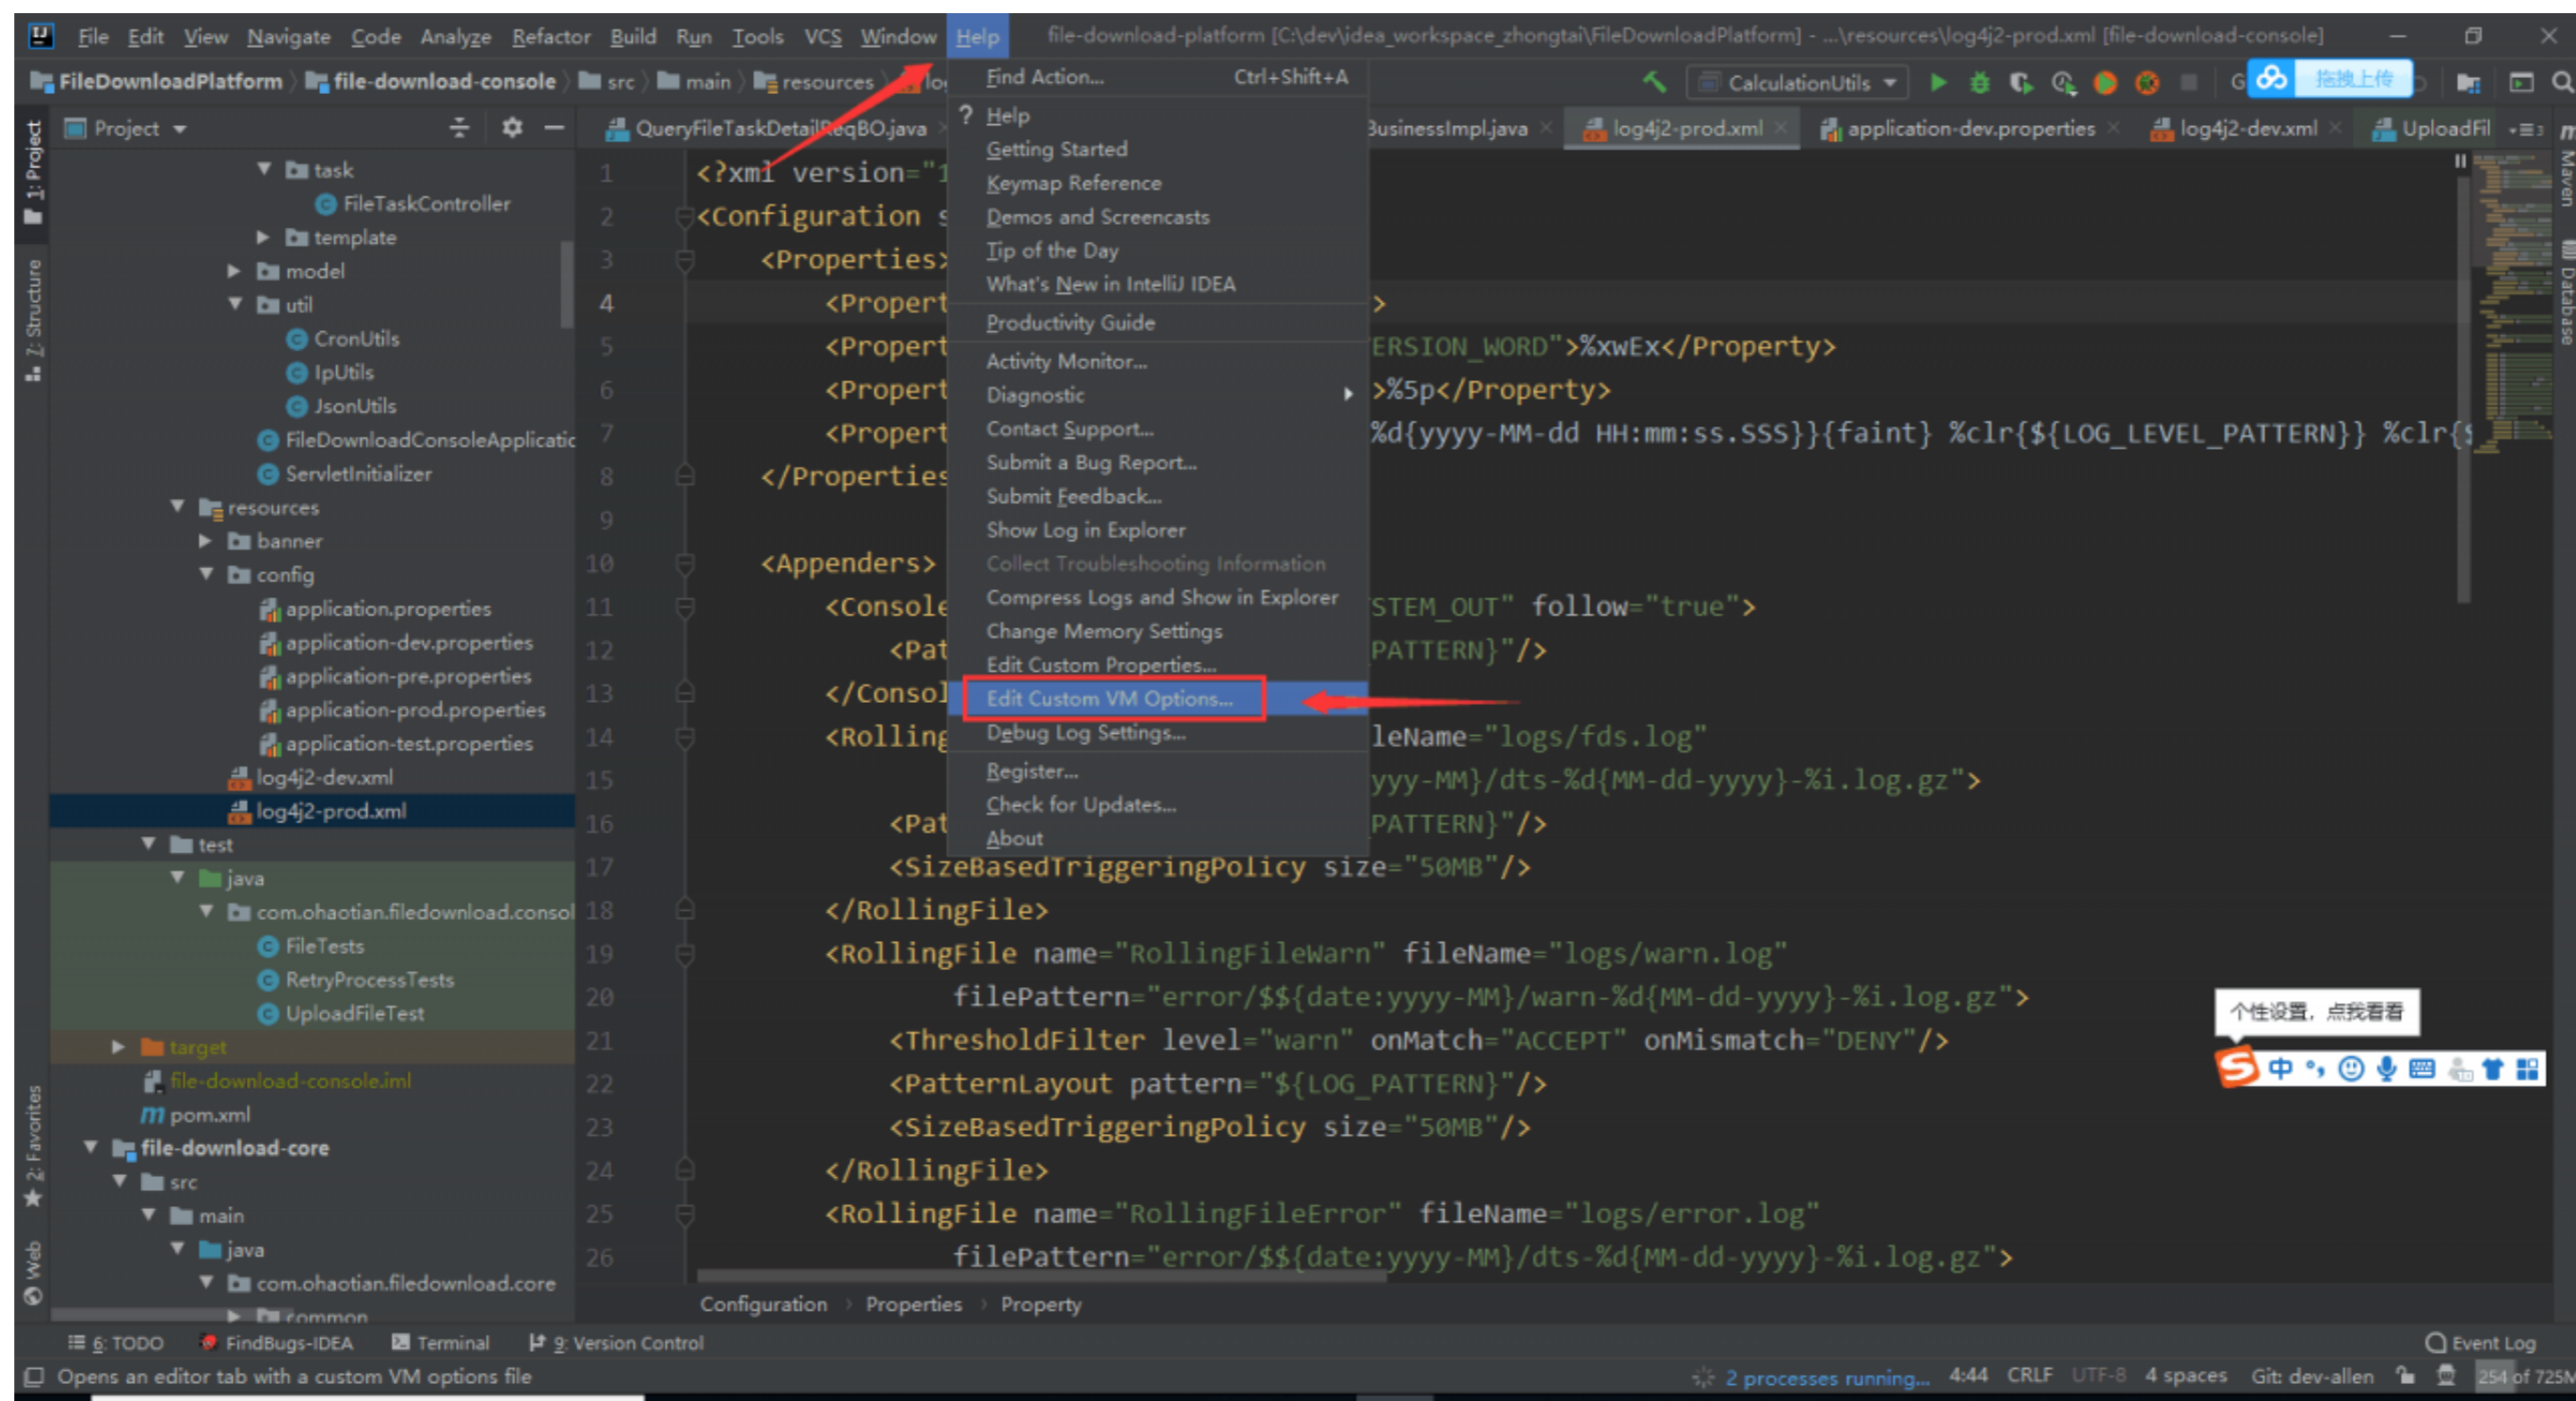 File Edit View Navigate Code Analyze Refactor Build Run Tools VCS Window Help file-download-platform [C:\dev\idea_workspace_zhongtai\FileDownloadPlatform] - ...\resources\log4j2-prod.xml [file-download-console]
FileDownloadPlatform file-download-console src main resources CalculationUtils 拖拽上传
Project
QueryFileTaskDetailReqBO.java BusinessImpl.java log4j2-prod.xml application-dev.properties log4j2-dev.xml UploadFil
1: Project
7: Structure
2: Favorites
Web
Maven
Database
task
FileTaskController
template
model
util
CronUtils
IpUtils
JsonUtils
FileDownloadConsoleApplicatic
ServletInitializer
resources
banner
config
application.properties
application-dev.properties
application-pre.properties
application-prod.properties
application-test.properties
log4j2-dev.xml
log4j2-prod.xml
test
java
com.ohaotian.filedownload.consol
FileTests
RetryProcessTests
UploadFileTest
target
file-download-console.iml
pom.xml
file-download-core
src
main
java
com.ohaotian.filedownload.core
common
Find Action... Ctrl+Shift+A
? Help
Getting Started
Keymap Reference
Demos and Screencasts
Tip of the Day
What's New in IntelliJ IDEA
Productivity Guide
Activity Monitor...
Diagnostic
Contact Support...
Submit a Bug Report...
Submit Feedback...
Show Log in Explorer
Collect Troubleshooting Information
Compress Logs and Show in Explorer
Change Memory Settings
Edit Custom Properties...
Edit Custom VM Options...
Debug Log Settings...
Register...
Check for Updates...
About
1 <?xml version="1
2 <Configuration s
3 <Properties>
4 <Propert >
5 <Propert ERSION_WORD">%xwEx</Property>
6 <Propert >%5p</Property>
7 <Propert %d{yyyy-MM-dd HH:mm:ss.SSS}}{faint} %clr{${LOG_LEVEL_PATTERN}} %clr{$
8 </Properties
9
10 <Appenders>
11 <Console STEM_OUT" follow="true">
12 <Pat PATTERN}"/>
13 </Consol
14 <Rolling leName="logs/fds.log"
15 yyy-MM}/dts-%d{MM-dd-yyyy}-%i.log.gz">
16 <Pat PATTERN}"/>
17 <SizeBasedTriggeringPolicy size="50MB"/>
18 </RollingFile>
19 <RollingFile name="RollingFileWarn" fileName="logs/warn.log"
20 filePattern="error/$${date:yyyy-MM}/warn-%d{MM-dd-yyyy}-%i.log.gz">
21 <ThresholdFilter level="warn" onMatch="ACCEPT" onMismatch="DENY"/>
22 <PatternLayout pattern="${LOG_PATTERN}"/>
23 <SizeBasedTriggeringPolicy size="50MB"/>
24 </RollingFile>
25 <RollingFile name="RollingFileError" fileName="logs/error.log"
26 filePattern="error/$${date:yyyy-MM}/dts-%d{MM-dd-yyyy}-%i.log.gz">
个性设置，点我看看
中
Configuration Properties Property
6: TODO FindBugs-IDEA Terminal 9: Version Control Event Log
Opens an editor tab with a custom VM options file 2 processes running... 4:44 CRLF UTF-8 4 spaces Git: dev-allen 254 of 725M